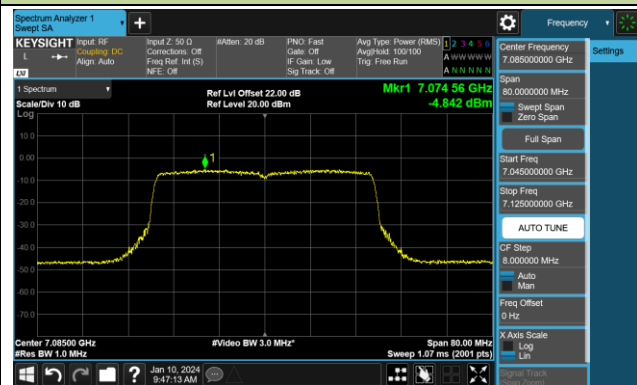 Spectrum Analyzer 1
Swept SA
Frequency
KEYSIGHT
L
LXI
Input: RF
Coupling: DC
Align: Auto
Input Z: 50 Ω
Corrections: Off
Freq Ref: Int (S)
NFE: Off
#Atten: 20 dB
PNO: Fast
Gate: Off
IF Gain: Low
Sig Track: Off
Avg Type: Power (RMS)
Avg|Hold: 100/100
Trig: Free Run
1 2 3 4 5 6
A W W W W W
A N N N N N
1 Spectrum
Scale/Div 10 dB
Log
Ref Lvl Offset 22.00 dB
Ref Level 20.00 dBm
Mkr1 7.074 56 GHz
-4.842 dBm
10.0
0.00
-10.0
-20.0
-30.0
-40.0
-50.0
-60.0
-70.0
1
Center 7.08500 GHz
#Res BW 1.0 MHz
#Video BW 3.0 MHz*
Span 80.00 MHz
Sweep 1.07 ms (2001 pts)
Jan 10, 2024
9:47:13 AM
Center Frequency
7.085000000 GHz
Settings
Span
80.0000000 MHz
Swept Span
Zero Span
Full Span
Start Freq
7.045000000 GHz
Stop Freq
7.125000000 GHz
AUTO TUNE
CF Step
8.000000 MHz
Auto
Man
Freq Offset
0 Hz
X Axis Scale
Log
Lin
Signal Track
(Span Zoom)